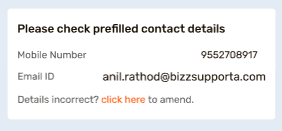 Please check prefilled contact details
Mobile Number 9552708917
Email ID anil.rathod@bizzsupporta.com
Details incorrect? click here to amend.